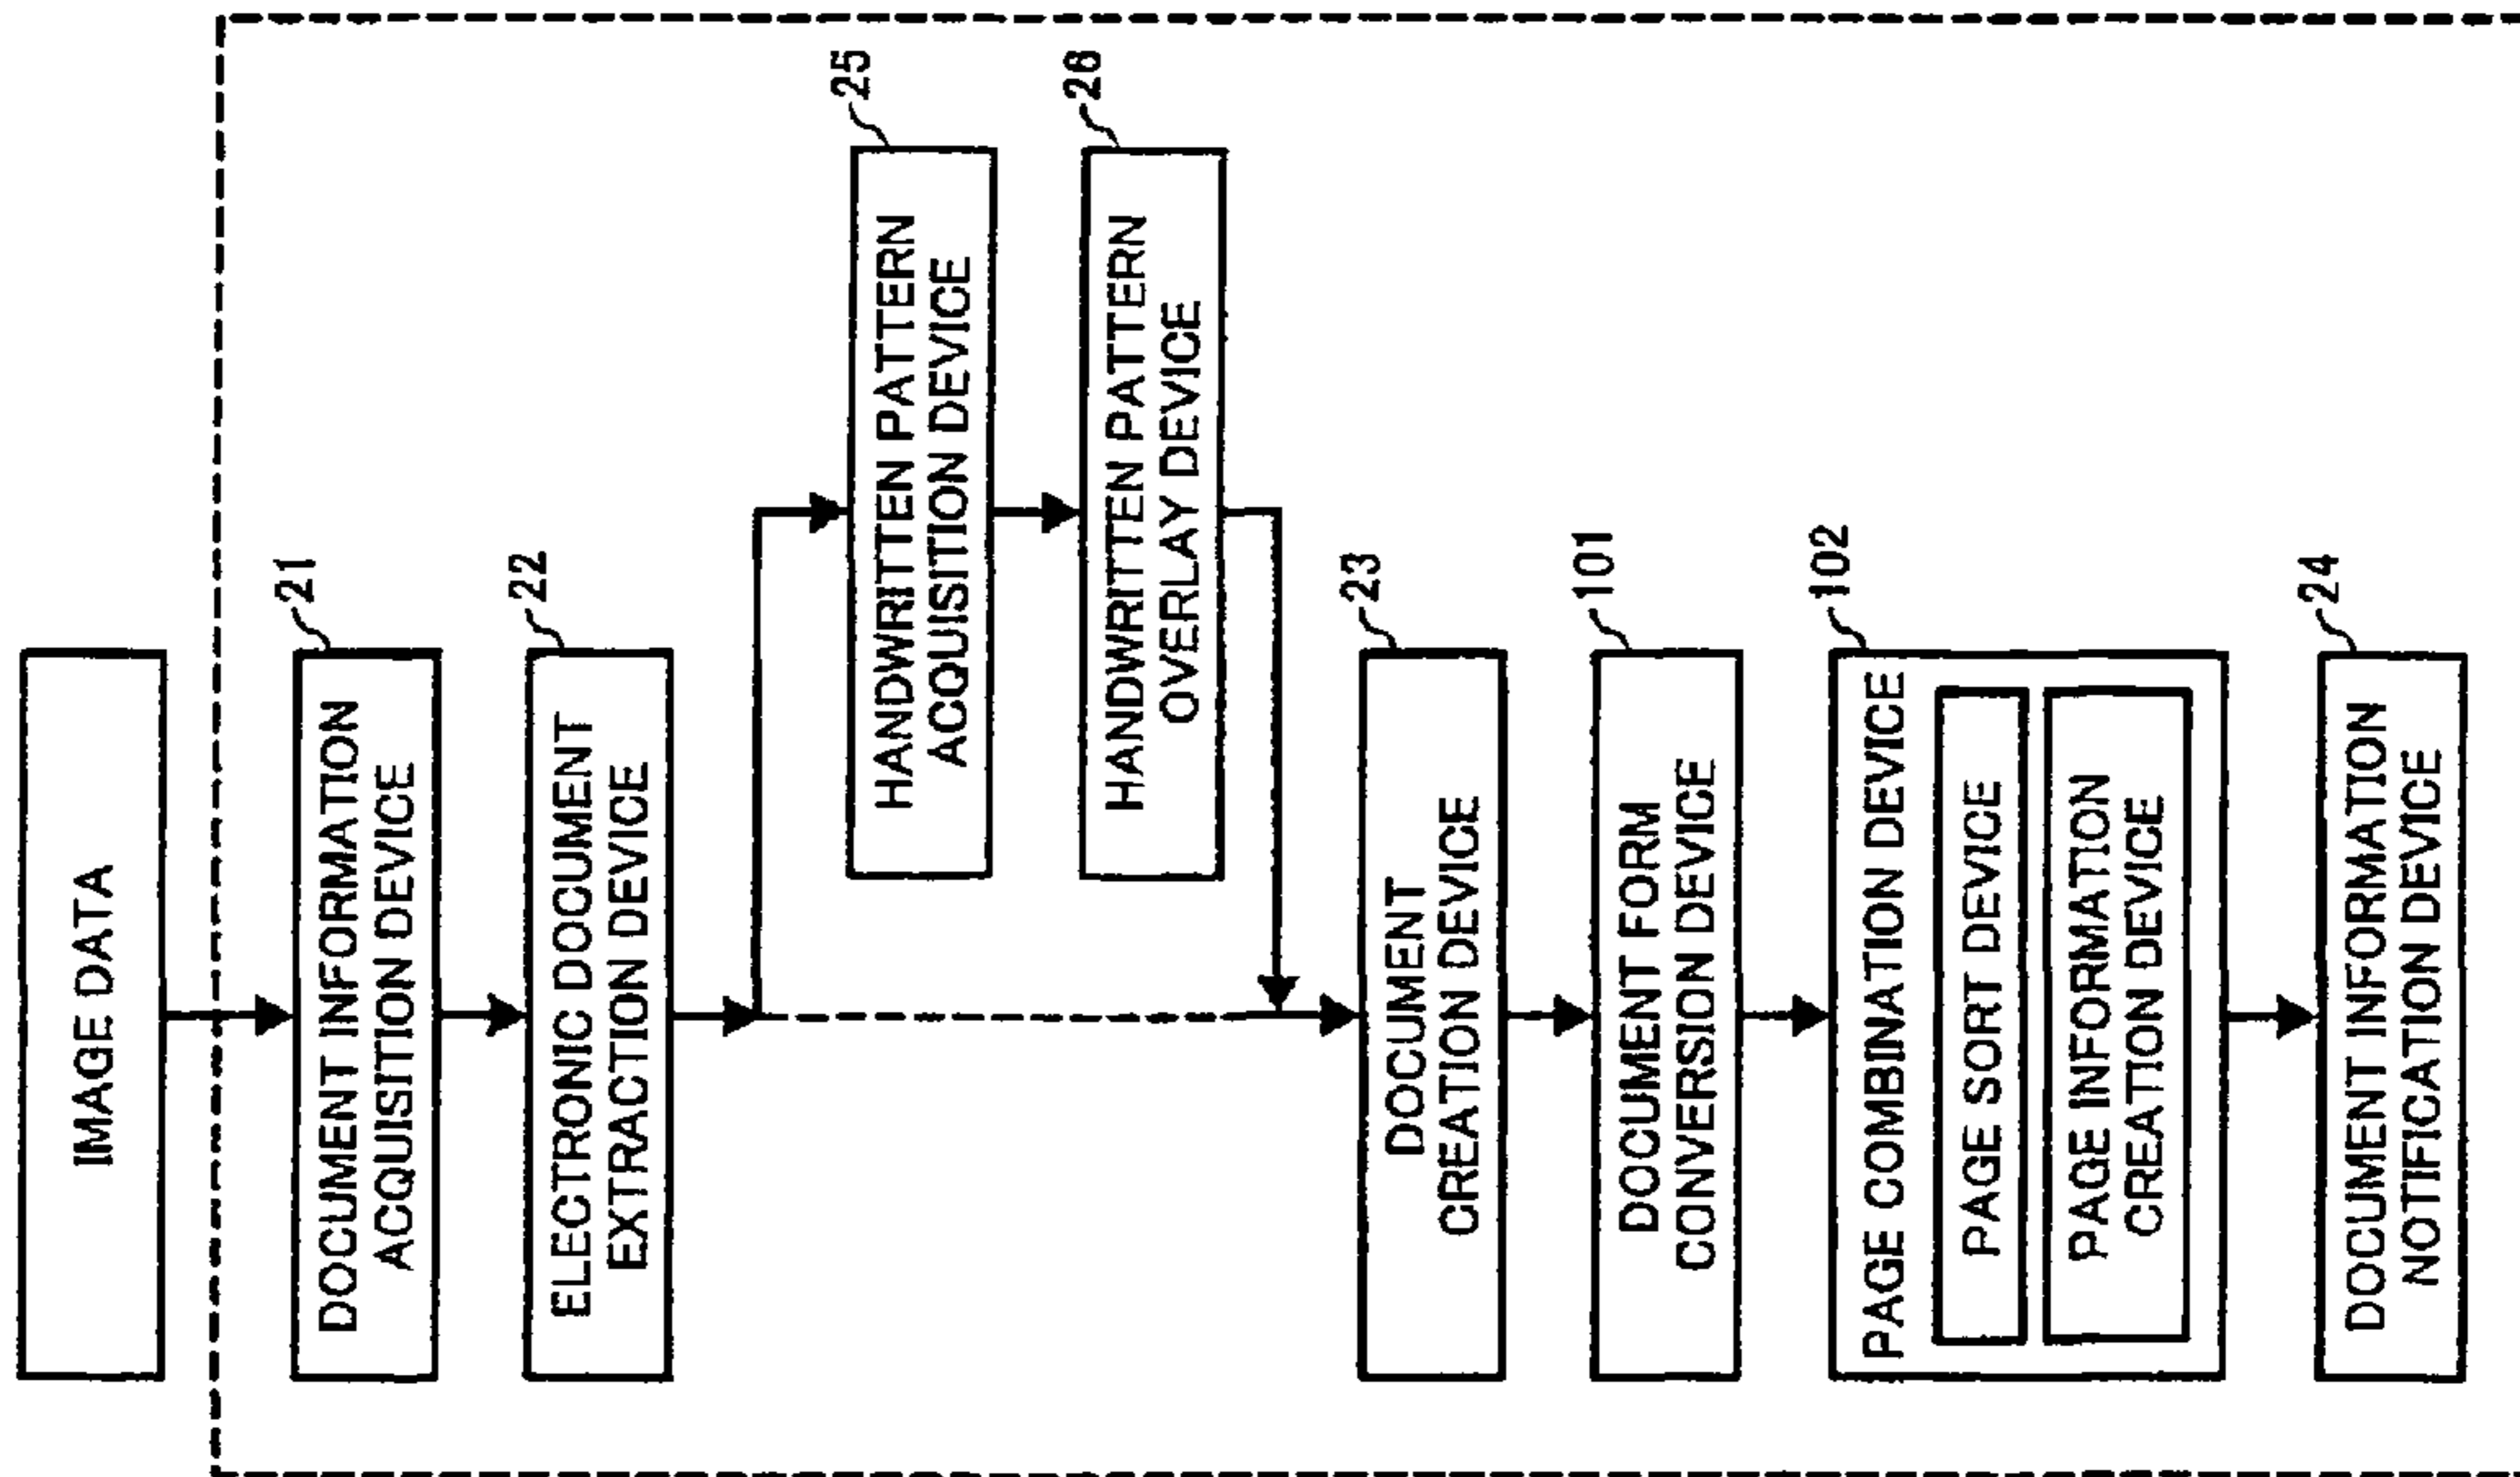 IMAGE DATA
21
DOCUMENT INFORMATION
ACQUISITION DEVICE
22
ELECTRONIC DOCUMENT
EXTRACTION DEVICE
25
HANDWRITTEN PATTERN
ACQUISITION DEVICE
26
HANDWRITTEN PATTERN
OVERLAY DEVICE
23
DOCUMENT
CREATION DEVICE
101
DOCUMENT FORM
CONVERSION DEVICE
102
PAGE COMBINATION DEVICE
PAGE SORT DEVICE
PAGE INFORMATION
CREATION DEVICE
24
DOCUMENT INFORMATION
NOTIFICATION DEVICE